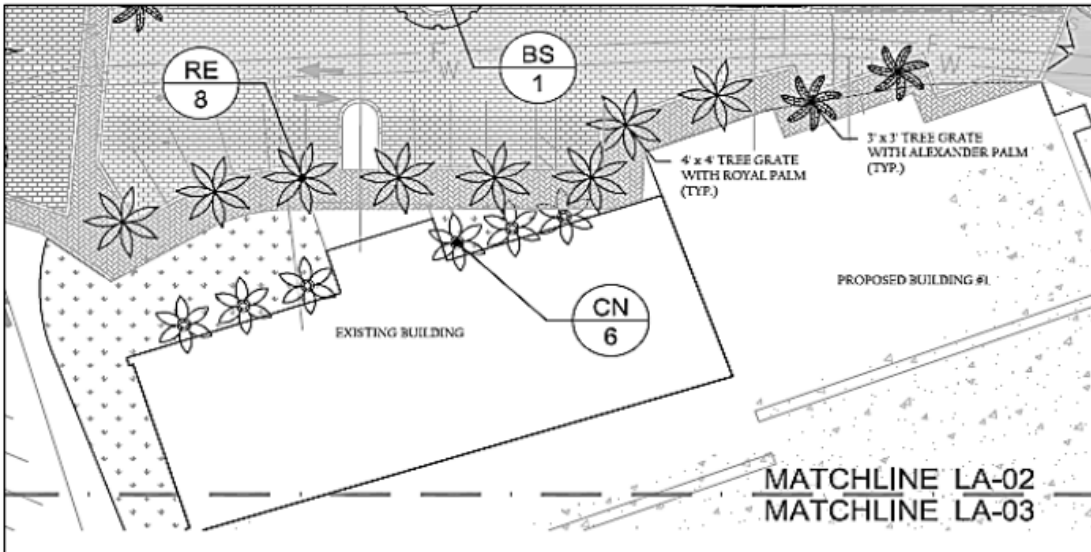 RE
8
BS
1
F
W
F
W
4' x 4' TREE GRATE
WITH ROYAL PALM
(TYP.)
3' x 3' TREE GRATE
WITH ALEXANDER PALM
(TYP.)
PROPOSED BUILDING #1
EXISTING BUILDING
CN
6
MATCHLINE LA-02
MATCHLINE LA-03